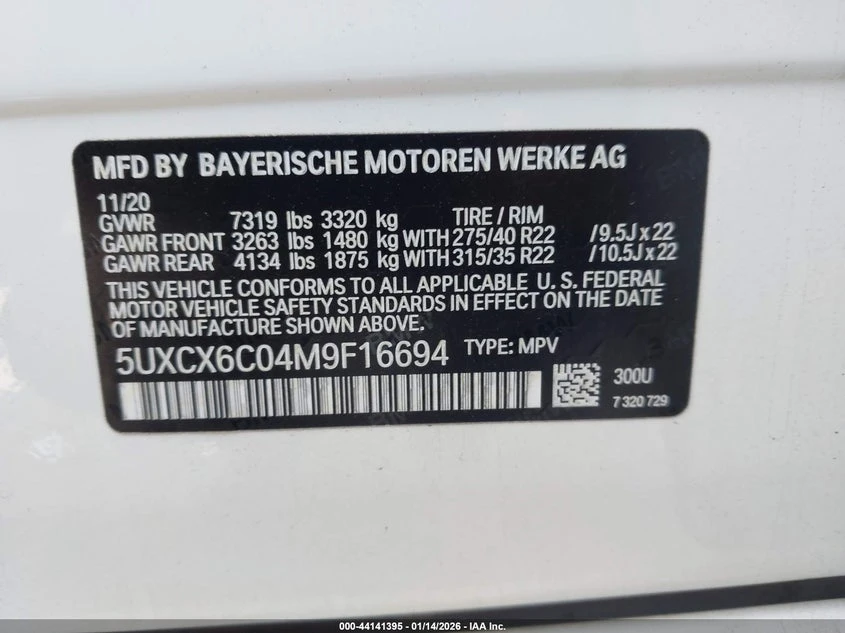 MFD BY BAYERISCHE MOTOREN WERKE AG
11/20
GVWR 7319 lbs 3320 kg TIRE / RIM
GAWR FRONT 3263 lbs 1480 kg WITH 275/40 R22 / 9.5J x 22
GAWR REAR 4134 lbs 1875 kg WITH 315/35 R22 / 10.5J x 22
THIS VEHICLE CONFORMS TO ALL APPLICABLE U. S. FEDERAL
MOTOR VEHICLE SAFETY STANDARDS IN EFFECT ON THE DATE
OF MANUFACTURE SHOWN ABOVE.
5UXCX6C04M9F16694 TYPE: MPV
300U
7 320 729
000-44141395 - 01/14/2026 - IAA Inc.